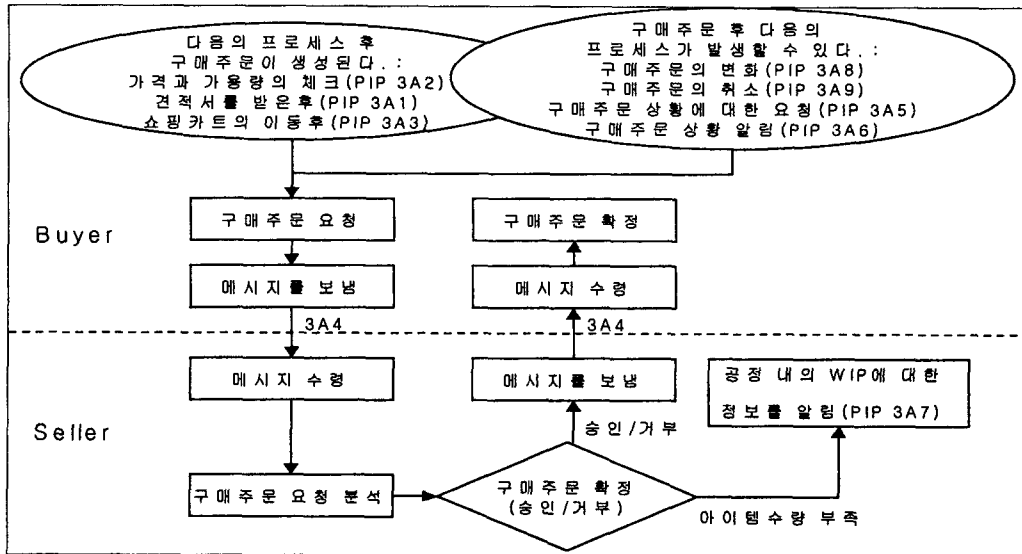 다음의 프로세스 후
구매주문이 생성된다.:
가격과 가용량의 체크(PIP 3A2)
견적서를 받은후(PIP 3A1)
쇼핑카트의 이동후(PIP 3A3)
구매주문 후 다음의
프로세스가 발생할 수 있다.:
구매주문의 변화(PIP 3A8)
구매주문의 취소(PIP 3A9)
구매주문 상황에 대한 요청(PIP 3A5)
구매주문 상황 알림(PIP 3A6)
Buyer
구매주문 요청
구매주문 확정
메시지를 보냄
메시지 수령
3A4
3A4
Seller
메시지 수령
메시지를 보냄
공정 내의 WIP에 대한
정보를 알림(PIP 3A7)
승인/거부
구매주문 요청 분석
구매주문 확정
(승인/거부)
아이템수량 부족